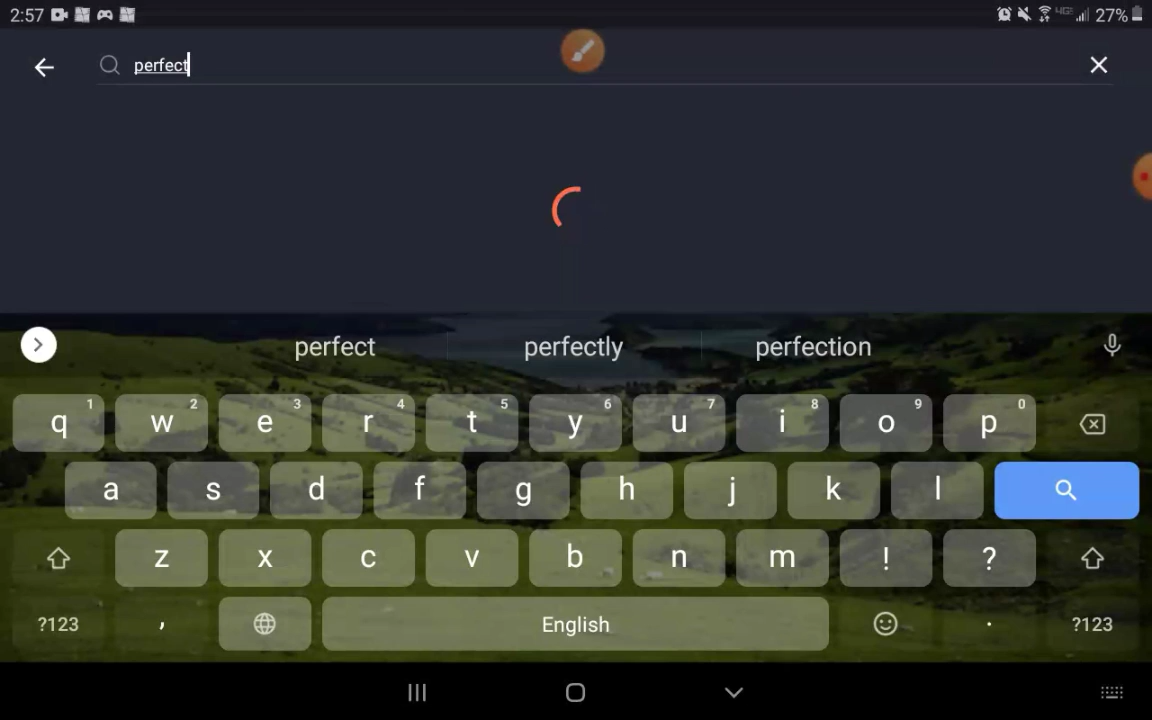 2:57 4GE 27%
perfect
perfect perfectly perfection
q 1 w 2 e 3 r 4 t 5 y 6 u 7 i 8 o 9 p 0
a s d f g h j k l
z x c v b n m ! ?
?123 , English . ?123